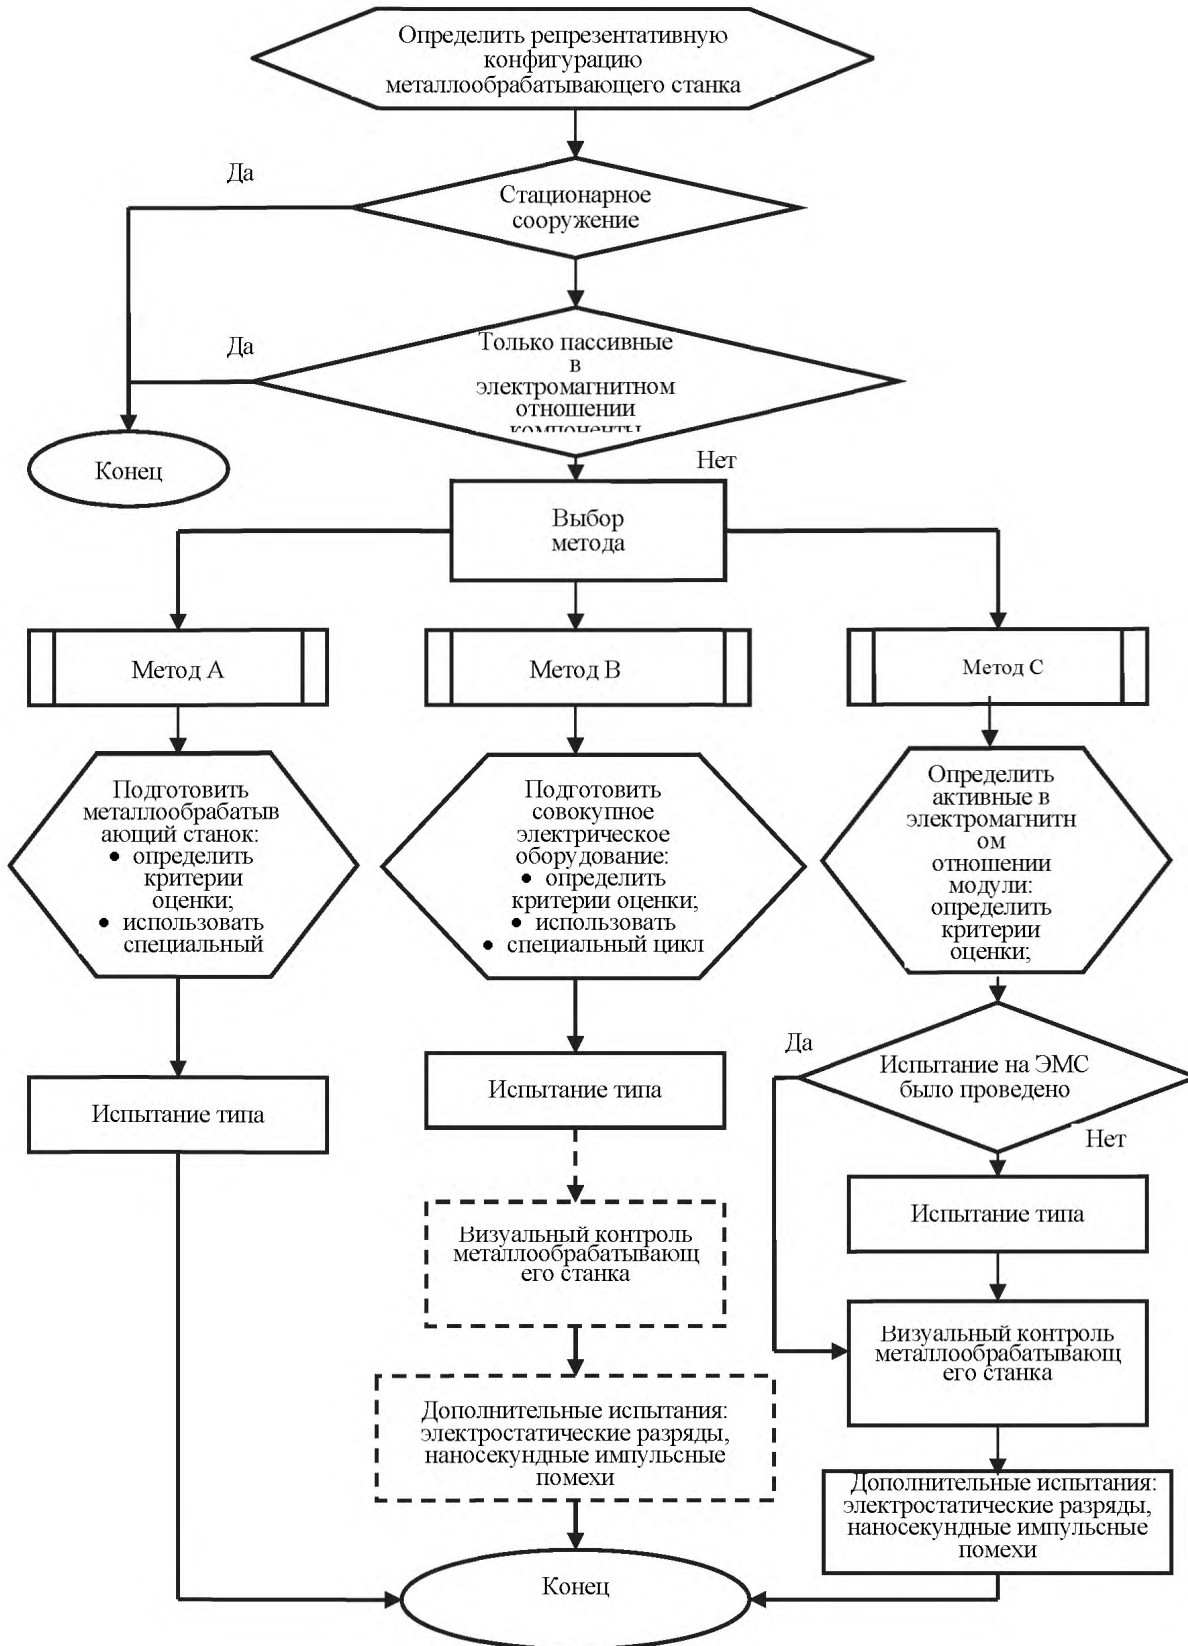 Определить репрезентативную
конфигурацию
металлообрабатывающего станка
Да
Стационарное
сооружение
Да
Только пассивные
в
электромагнитном
отношении
компоненты
Конец
Нет
Выбор
метода
Метод А
Метод В
Метод С
Подготовить
металлообрабатыв
ающий станок:
• определить
критерии
оценки;
• использовать
специальный
Подготовить
совокупное
электрическое
оборудование:
• определить
критерии оценки;
• использовать
• специальный цикл
Определить
активные в
электромагнитн
ом
отношении
модули:
определить
критерии
оценки;
Да
Испытание на ЭМС
было проведено
Нет
Испытание типа
Испытание типа
Испытание типа
Визуальный контроль
металлообрабатывающ
его станка
Визуальный контроль
металлообрабатывающ
его станка
Дополнительные испытания:
электростатические разряды,
наносекундные импульсные
помехи
Дополнительные испытания:
электростатические разряды,
наносекундные импульсные
помехи
Конец